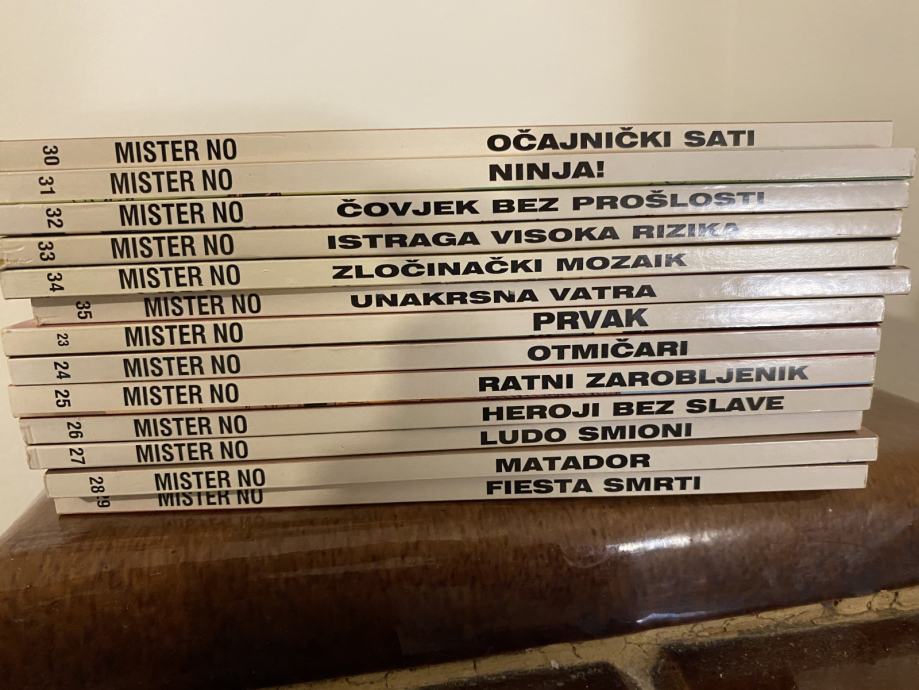 30 MISTER NO OČAJNIČKI SATI
31 MISTER NO NINJA!
32 MISTER NO ČOVJEK BEZ PROŠLOSTI
33 MISTER NO ISTRAGA VISOKA RIZIKA
34 MISTER NO ZLOČINAČKI MOZAIK
35 MISTER NO UNAKRSNA VATRA
23 MISTER NO PRVAK
24 MISTER NO OTMIČARI
25 MISTER NO RATNI ZAROBLJENIK
26 MISTER NO HEROJI BEZ SLAVE
27 MISTER NO LUDO SMIONI
28 MISTER NO MATADOR
9 MISTER NO FIESTA SMRTI